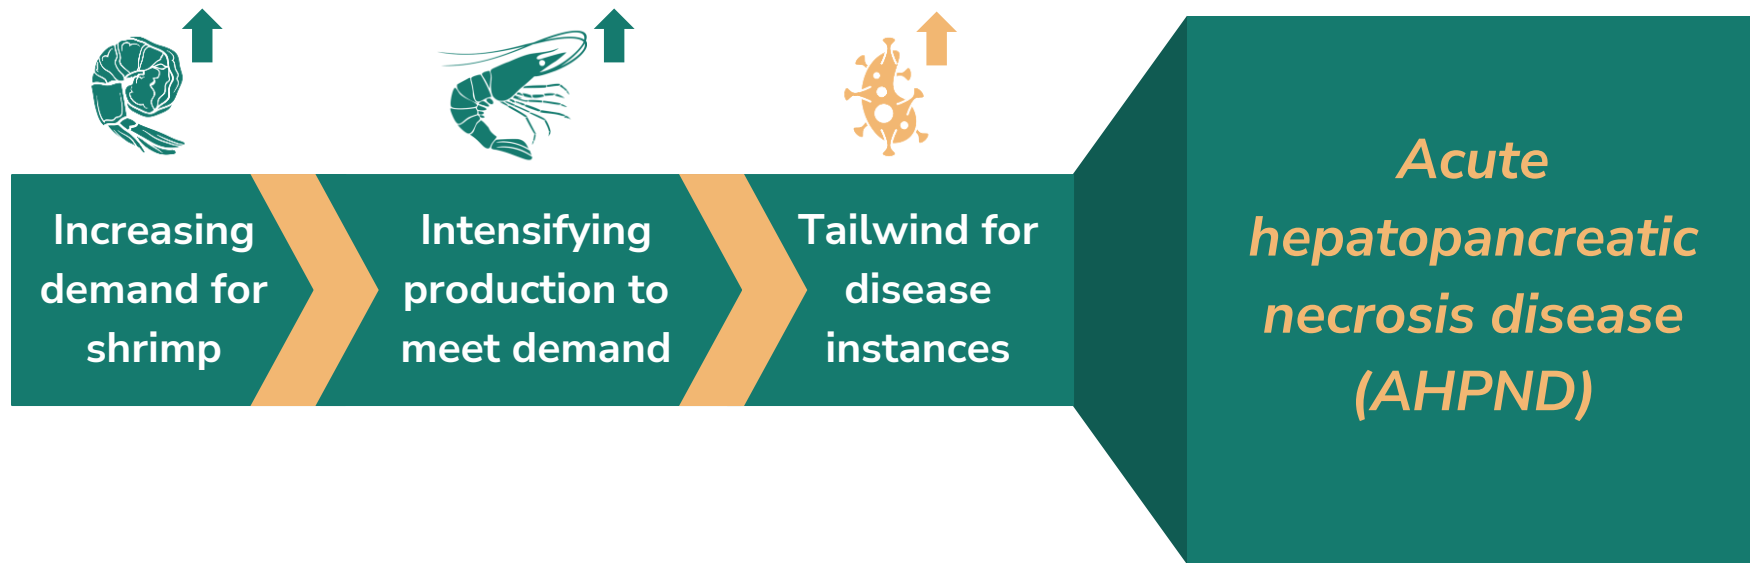 Increasing
demand for
shrimp
Intensifying
production to
meet demand
Tailwind for
disease
instances
Acute
hepatopancreatic
necrosis disease
(AHPND)